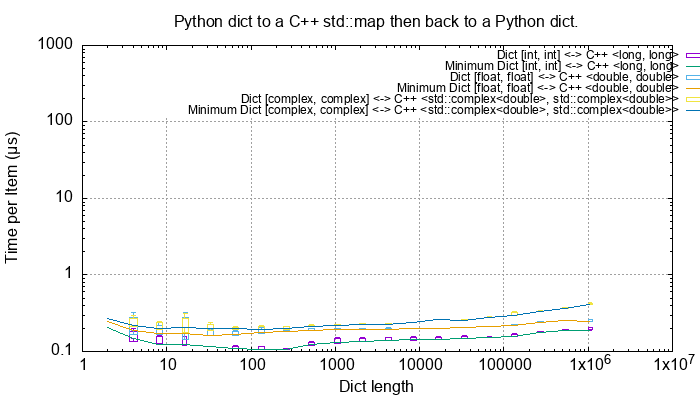 Python dict to a C++ std::map then back to a Python dict.
Dict [int, int] <-> C++ <long, long>
Minimum Dict [int, int] <-> C++ <long, long>
Dict [float, float] <-> C++ <double, double>
Minimum Dict [float, float] <-> C++ <double, double>
Dict [complex, complex] <-> C++ <std::complex<double>, std::complex<double>>
Minimum Dict [complex, complex] <-> C++ <std::complex<double>, std::complex<double>>
Time per Item (µs)
1000
100
10
1
0.1
1 10 100 1000 10000 100000 1x10^6 1x10^7
Dict length